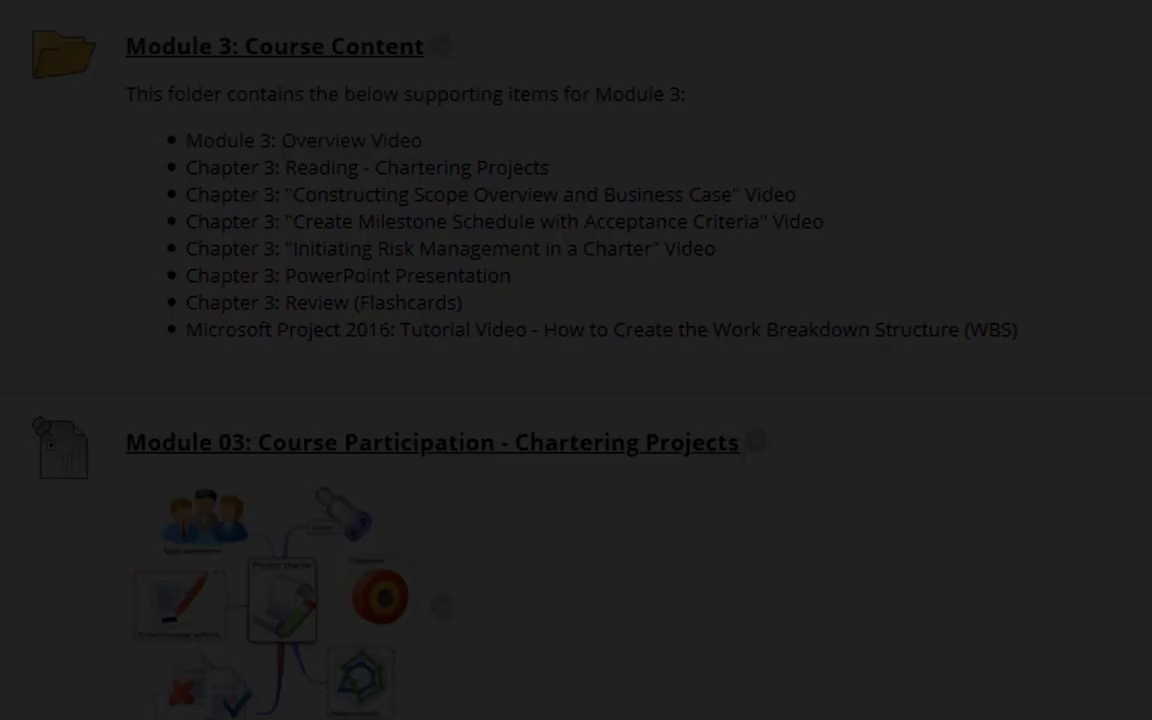 Module 3: Course Content
This folder contains the below supporting items for Module 3:
Module 3: Overview Video
Chapter 3: Reading - Chartering Projects
Chapter 3: "Constructing Scope Overview and Business Case" Video
Chapter 3: "Create Milestone Schedule with Acceptance Criteria" Video
Chapter 3: "Initiating Risk Management in a Charter" Video
Chapter 3: PowerPoint Presentation
Chapter 3: Review (Flashcards)
Microsoft Project 2016: Tutorial Video - How to Create the Work Breakdown Structure (WBS)
Module 03: Course Participation - Chartering Projects
Project charter